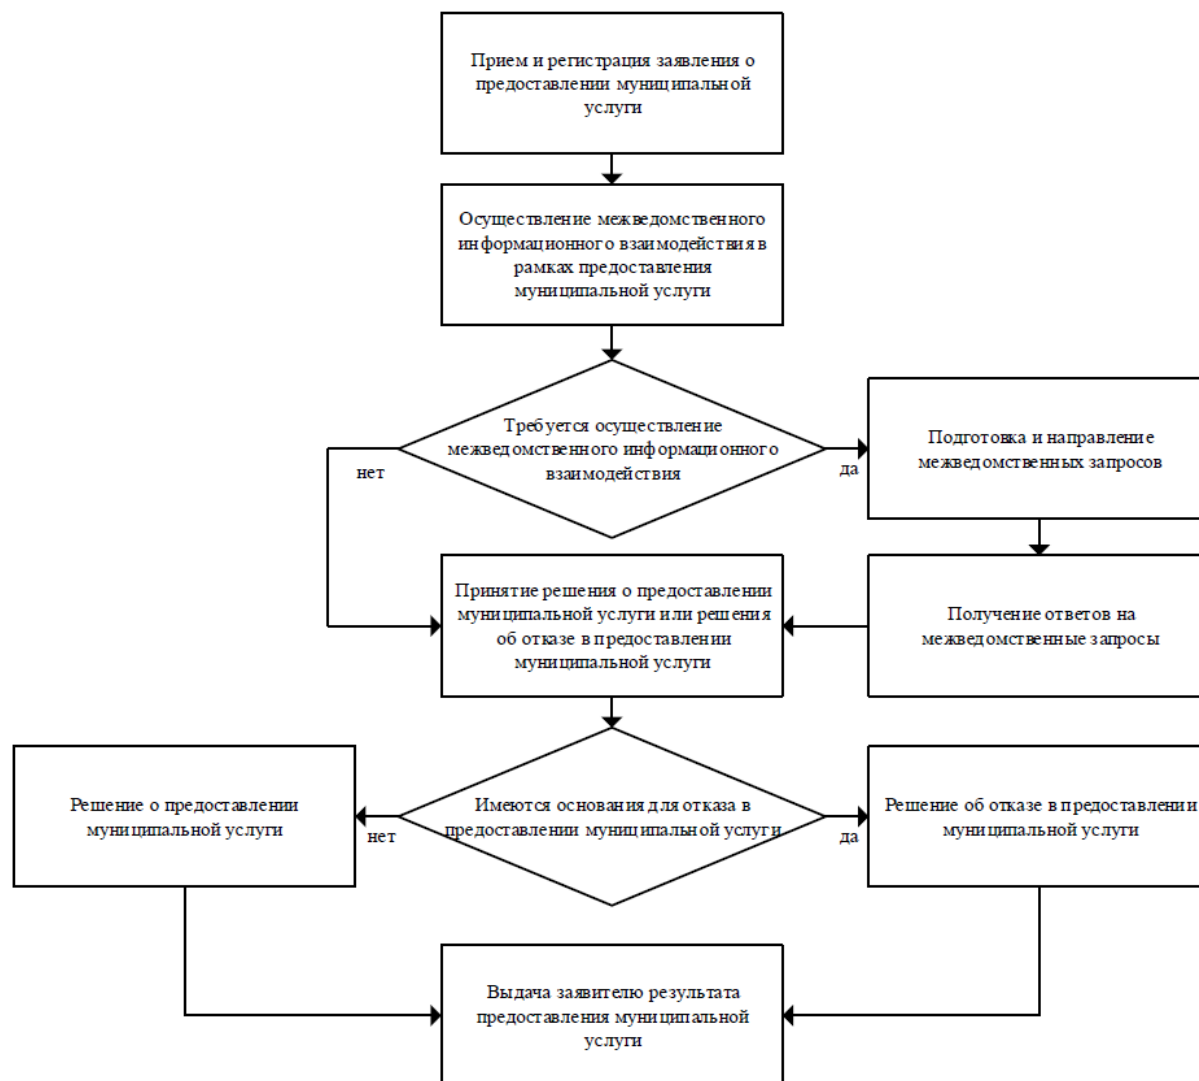 Прием и регистрация заявления о
предоставлении муниципальной
услуги
Осуществление межведомственного
информационного взаимодействия в
рамках предоставления
муниципальной услуги
Требуется осуществление
межведомственного информационного
взаимодействия
нет
да
Подготовка и направление
межведомственных запросов
Принятие решения о предоставлении
муниципальной услуги или решения
об отказе в предоставлении
муниципальной услуги
Получение ответов на
межведомственные запросы
Решение о предоставлении
муниципальной услуги
Имеются основания для отказа в
предоставлении муниципальной услуги
нет
да
Решение об отказе в предоставлении
муниципальной услуги
Выдача заявителю результата
предоставления муниципальной
услуги